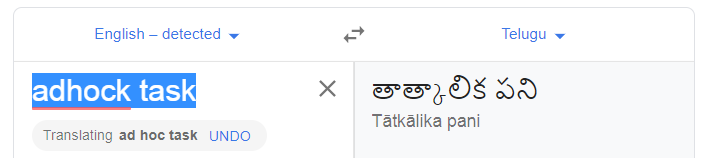 English – detected
Telugu
adhock task
Translating ad hoc task UNDO
తాత్కాలిక పని
Tātkālika pani